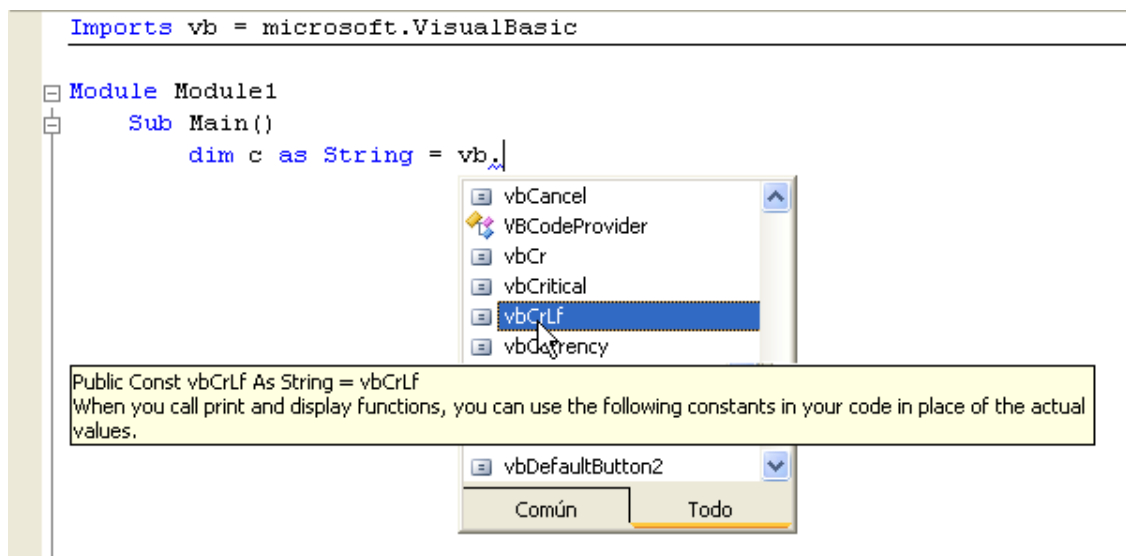 Imports vb = microsoft.VisualBasic
Module Module1
Sub Main()
dim c as String = vb.
vbCancel
VBCodeProvider
vbCr
vbCritical
vbCrLf
vbCurrency
Public Const vbCrLf As String = vbCrLf
When you call print and display functions, you can use the following constants in your code in place of the actual
values.
vbDefaultButton2
Común Todo